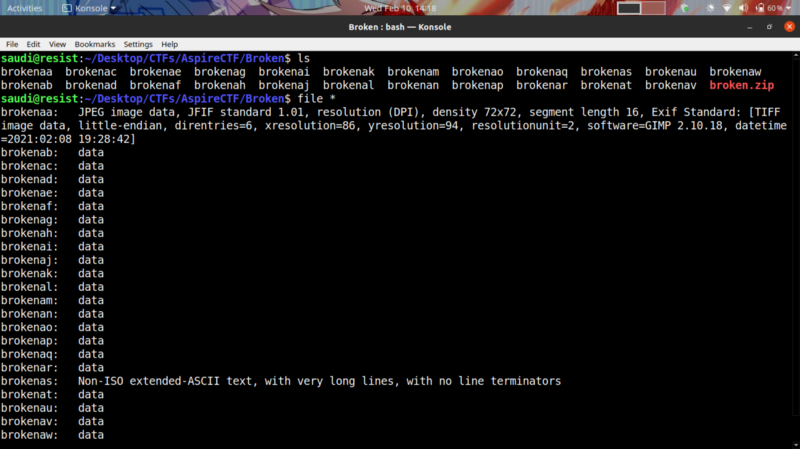 Activities Konsole Wed Feb 10, 14:18 60 %
Broken : bash — Konsole
File Edit View Bookmarks Settings Help
saudi@resist:~/Desktop/CTFs/AspireCTF/Broken$ ls
brokenaa brokenac brokenae brokenag brokenai brokenak brokenam brokenao brokenaq brokenas brokenau brokenaw
brokenab brokenad brokenaf brokenah brokenaj brokenal brokenan brokenap brokenar brokenat brokenav broken.zip
saudi@resist:~/Desktop/CTFs/AspireCTF/Broken$ file *
brokenaa: JPEG image data, JFIF standard 1.01, resolution (DPI), density 72x72, segment length 16, Exif Standard: [TIFF
image data, little-endian, direntries=6, xresolution=86, yresolution=94, resolutionunit=2, software=GIMP 2.10.18, datetime
=2021:02:08 19:28:42]
brokenab: data
brokenac: data
brokenad: data
brokenae: data
brokenaf: data
brokenag: data
brokenah: data
brokenai: data
brokenaj: data
brokenak: data
brokenal: data
brokenam: data
brokenan: data
brokenao: data
brokenap: data
brokenaq: data
brokenar: data
brokenas: Non-ISO extended-ASCII text, with very long lines, with no line terminators
brokenat: data
brokenau: data
brokenav: data
brokenaw: data